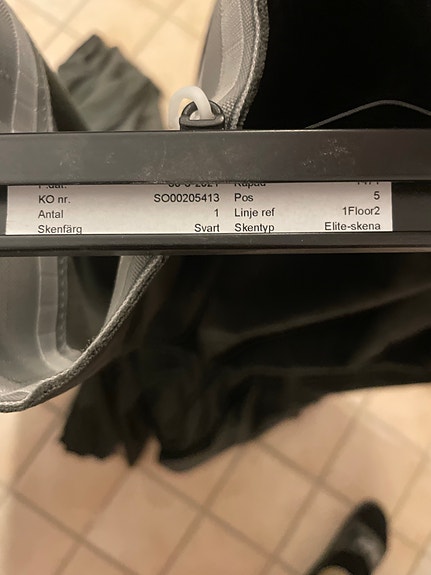 KO nr. SO00205413 Pos 5
Antal 1 Linje ref 1Floor2
Skenfärg Svart Skentyp Elite-skena